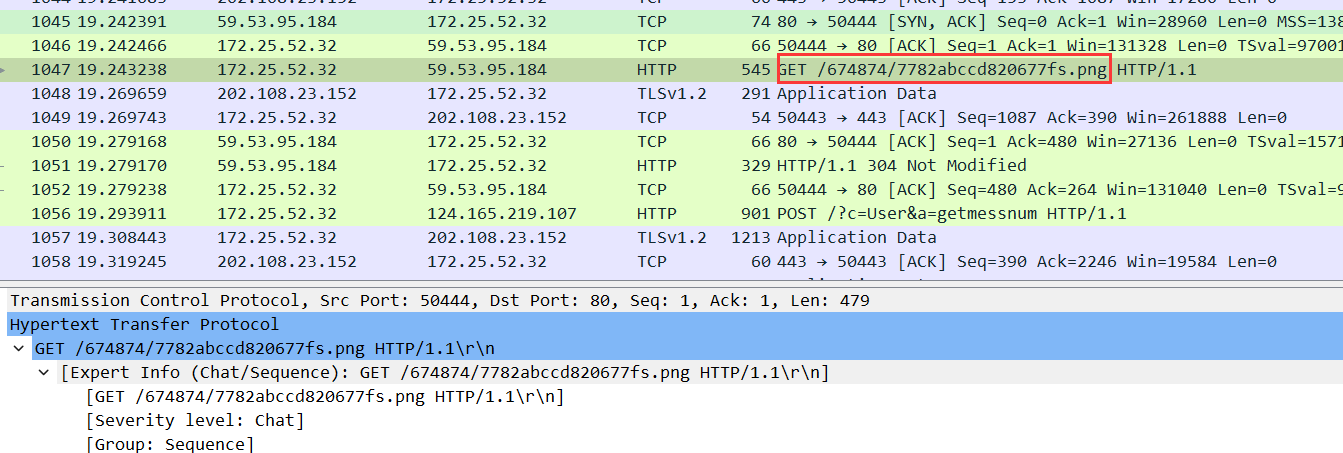 1045 19.242391 59.53.95.184 172.25.52.32 TCP 74 80 → 50444 [SYN, ACK] Seq=0 Ack=1 Win=28960 Len=0 MSS=138
1046 19.242466 172.25.52.32 59.53.95.184 TCP 66 50444 → 80 [ACK] Seq=1 Ack=1 Win=131328 Len=0 TSval=97001
1047 19.243238 172.25.52.32 59.53.95.184 HTTP 545 GET /674874/7782abccd820677fs.png HTTP/1.1
1048 19.269659 202.108.23.152 172.25.52.32 TLSv1.2 291 Application Data
1049 19.269743 172.25.52.32 202.108.23.152 TCP 54 50443 → 443 [ACK] Seq=1087 Ack=390 Win=261888 Len=0
1050 19.279168 59.53.95.184 172.25.52.32 TCP 66 80 → 50444 [ACK] Seq=1 Ack=480 Win=27136 Len=0 TSval=1571
1051 19.279170 59.53.95.184 172.25.52.32 HTTP 329 HTTP/1.1 304 Not Modified
1052 19.279238 172.25.52.32 59.53.95.184 TCP 66 50444 → 80 [ACK] Seq=480 Ack=264 Win=131040 Len=0 TSval=9
1056 19.293911 172.25.52.32 124.165.219.107 HTTP 901 POST /?c=User&a=getmessnum HTTP/1.1
1057 19.308443 172.25.52.32 202.108.23.152 TLSv1.2 1213 Application Data
1058 19.319245 202.108.23.152 172.25.52.32 TCP 60 443 → 50443 [ACK] Seq=390 Ack=2246 Win=19584 Len=0
Transmission Control Protocol, Src Port: 50444, Dst Port: 80, Seq: 1, Ack: 1, Len: 479
Hypertext Transfer Protocol
GET /674874/7782abccd820677fs.png HTTP/1.1\r\n
[Expert Info (Chat/Sequence): GET /674874/7782abccd820677fs.png HTTP/1.1\r\n]
[GET /674874/7782abccd820677fs.png HTTP/1.1\r\n]
[Severity level: Chat]
[Group: Sequence]